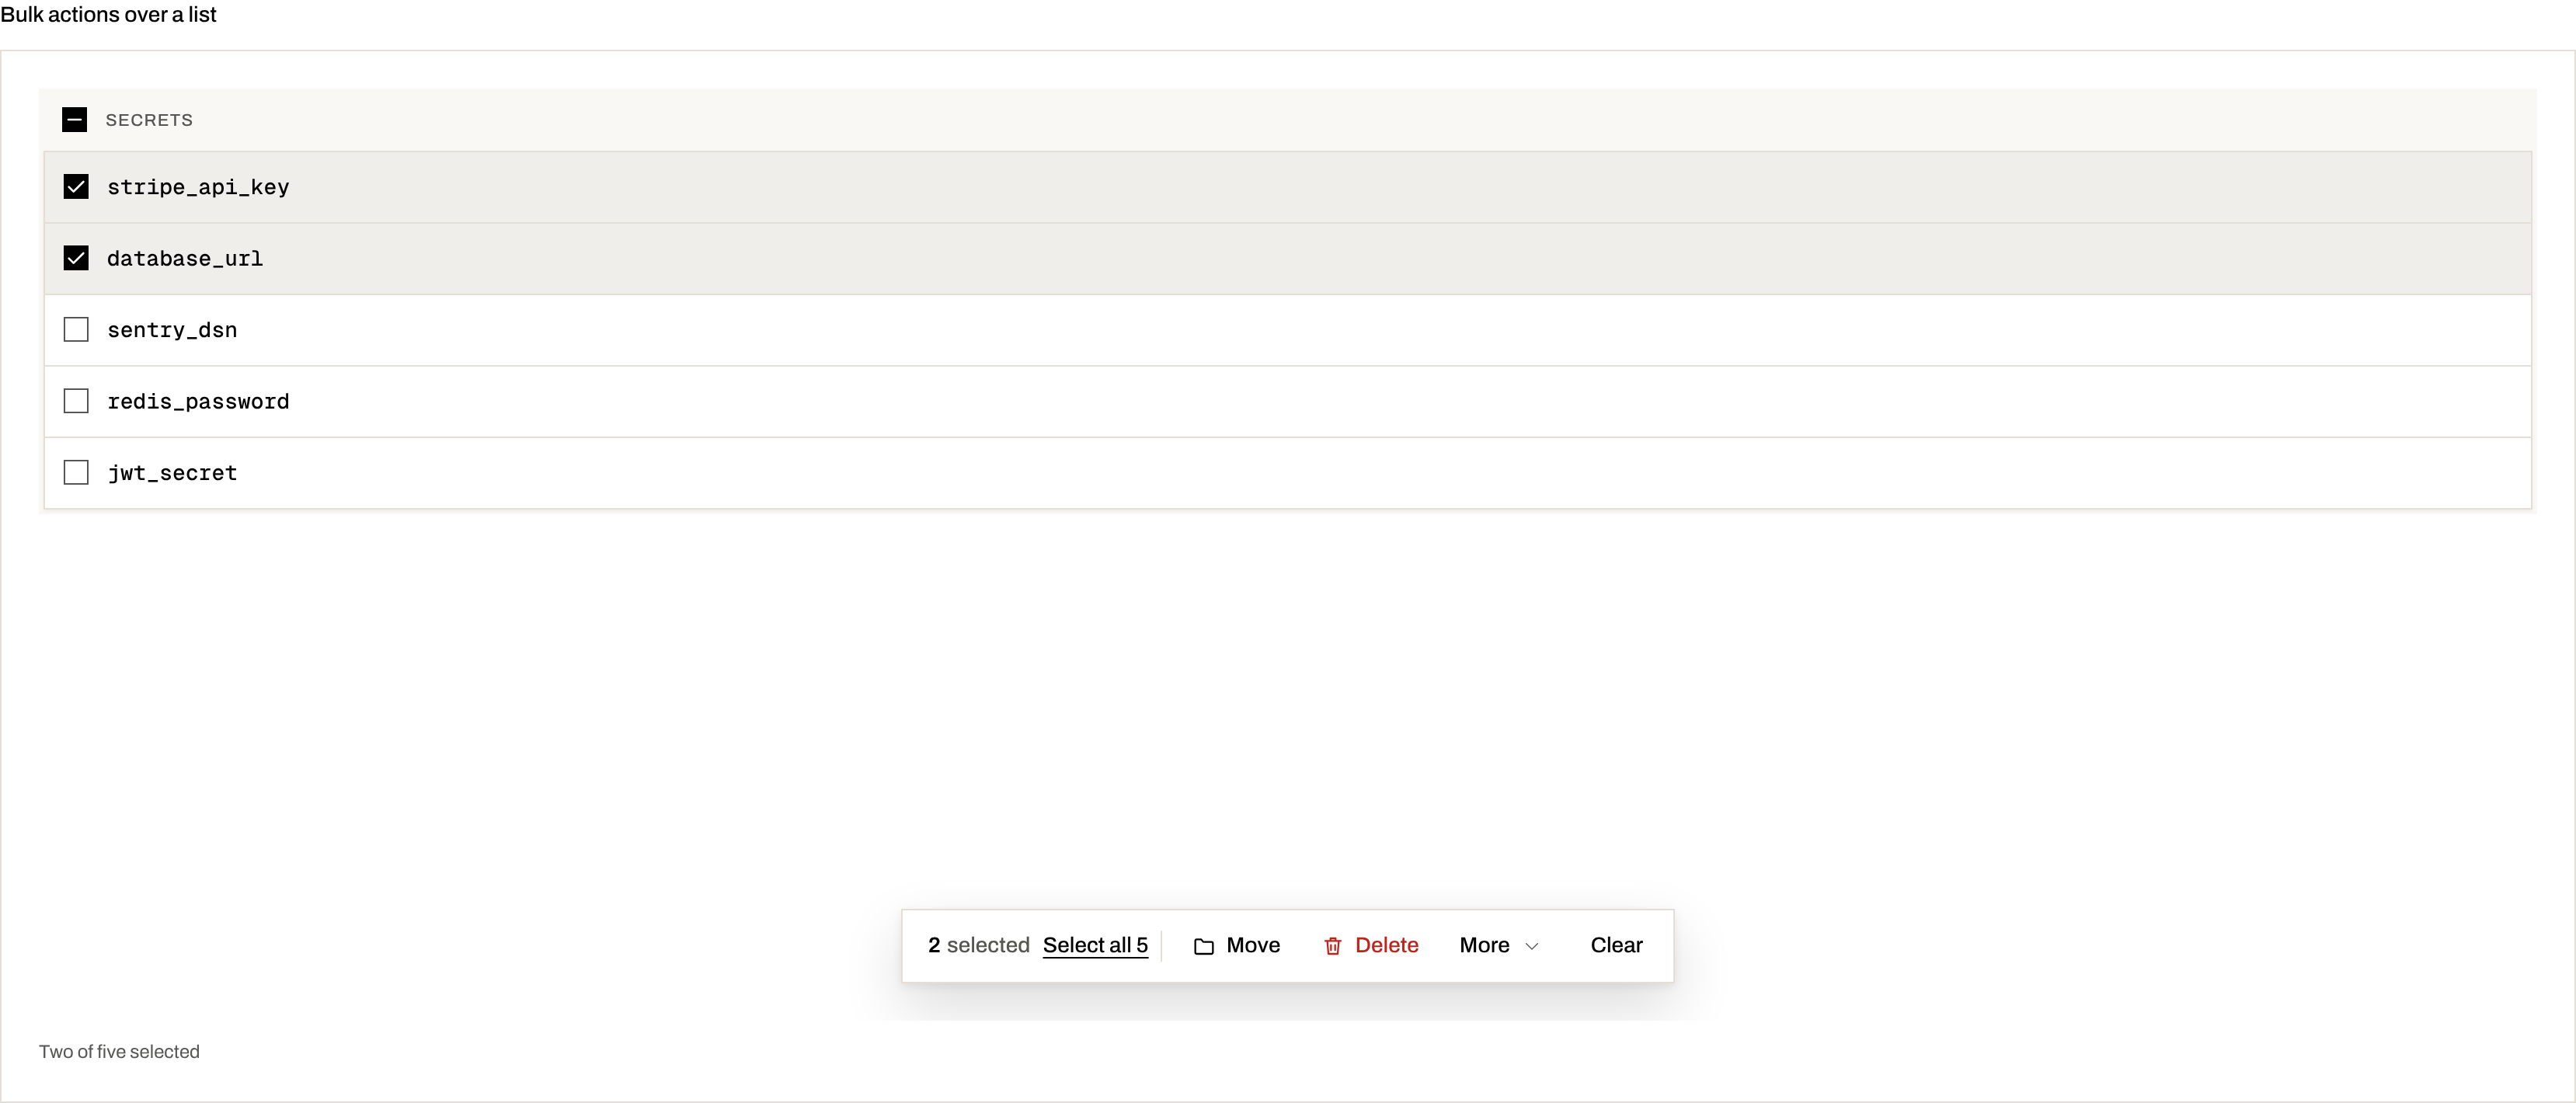 Bulk actions over a list
SECRETS
stripe_api_key
database_url
sentry_dsn
redis_password
jwt_secret
2 selected Select all 5 Move Delete More Clear
Two of five selected